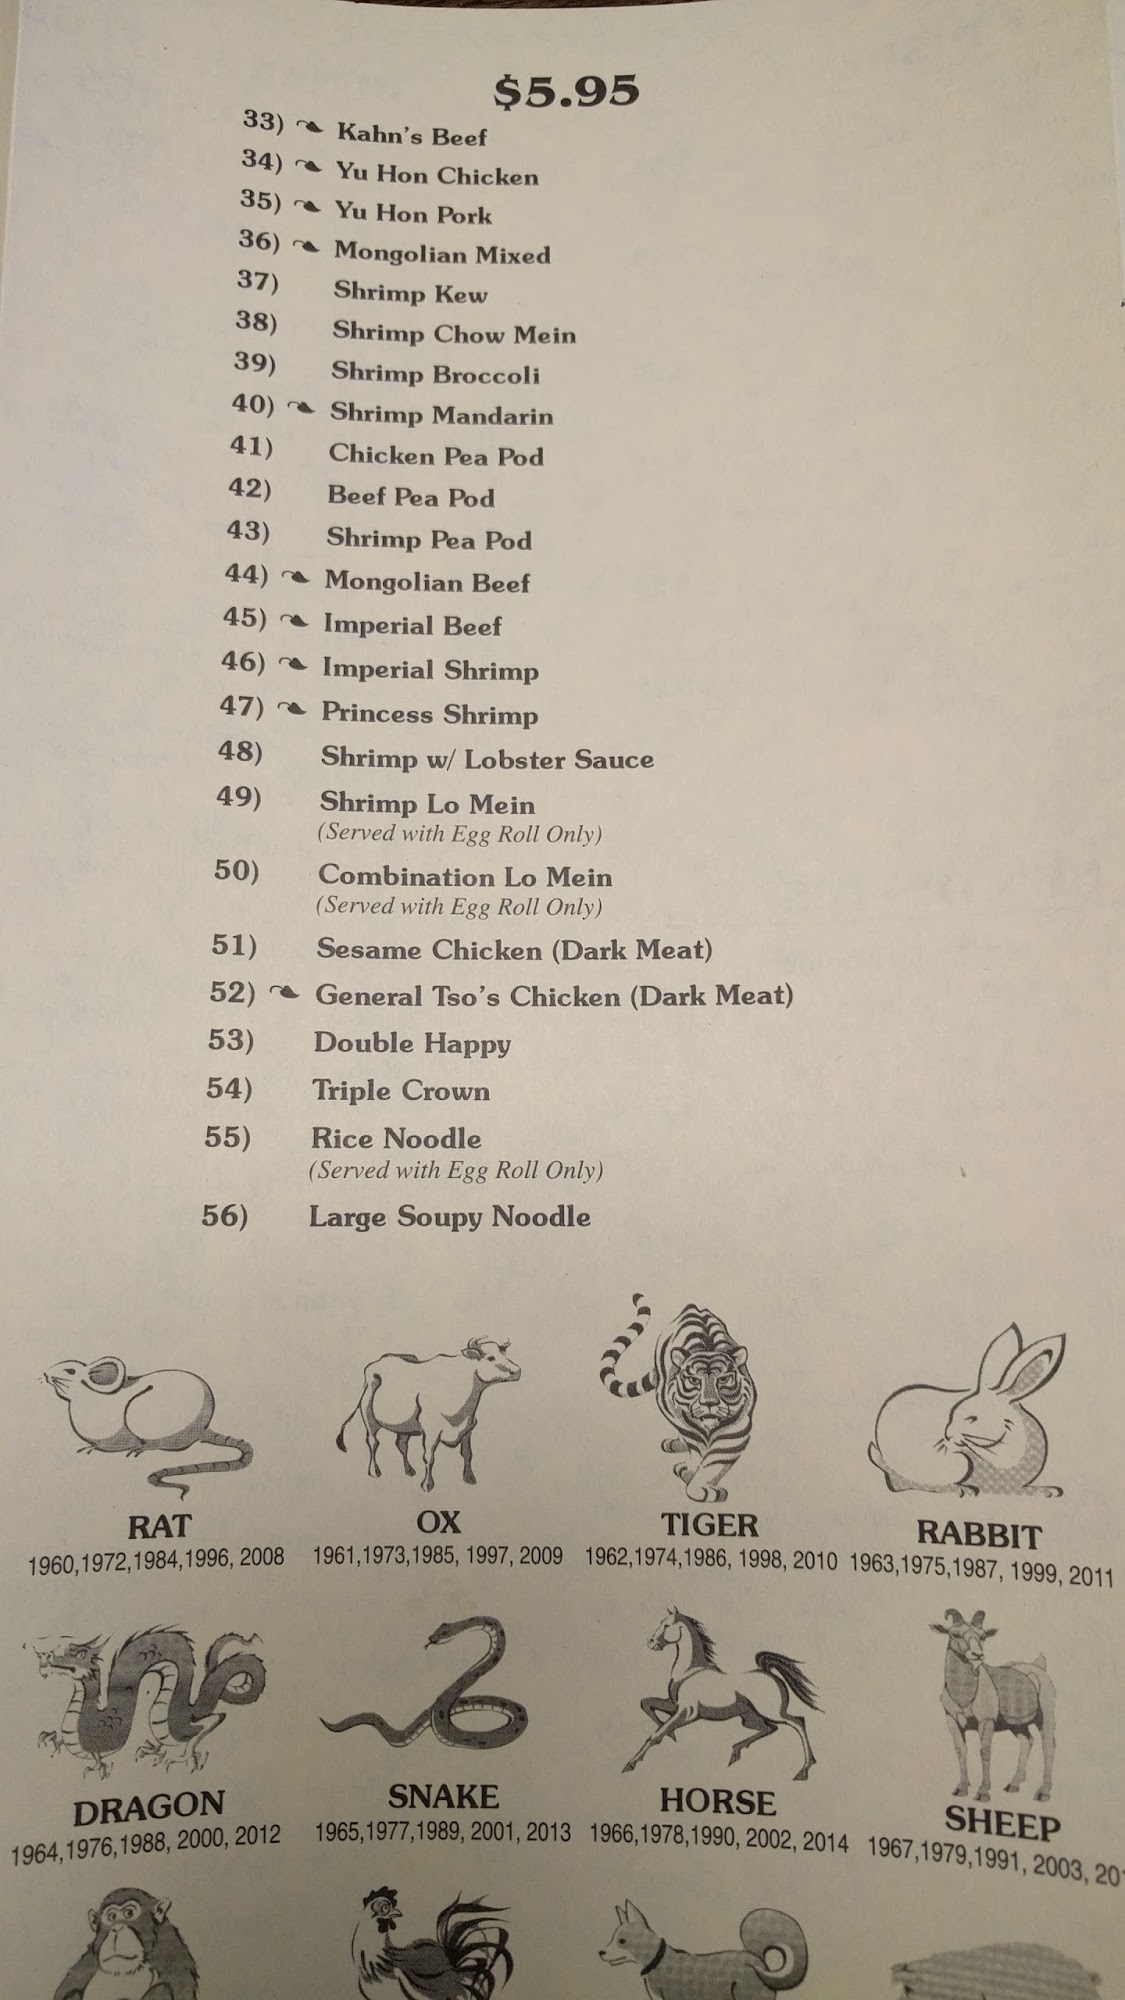 $5.95
33) Kahn's Beef
34) Yu Hon Chicken
35) Yu Hon Pork
36) Mongolian Mixed
37) Shrimp Kew
38) Shrimp Chow Mein
39) Shrimp Broccoli
40) Shrimp Mandarin
41) Chicken Pea Pod
42) Beef Pea Pod
43) Shrimp Pea Pod
44) Mongolian Beef
45) Imperial Beef
46) Imperial Shrimp
47) Princess Shrimp
48) Shrimp w/ Lobster Sauce
49) Shrimp Lo Mein
(Served with Egg Roll Only)
50) Combination Lo Mein
(Served with Egg Roll Only)
51) Sesame Chicken (Dark Meat)
52) General Tso's Chicken (Dark Meat)
53) Double Happy
54) Triple Crown
55) Rice Noodle
(Served with Egg Roll Only)
56) Large Soupy Noodle
RAT OX TIGER RABBIT
1960,1972,1984,1996, 2008 1961,1973,1985, 1997, 2009 1962,1974,1986, 1998, 2010 1963,1975,1987, 1999, 2011
DRAGON SNAKE HORSE SHEEP
1964,1976,1988, 2000, 2012 1965,1977,1989, 2001, 2013 1966,1978,1990, 2002, 2014 1967,1979,1991, 2003,